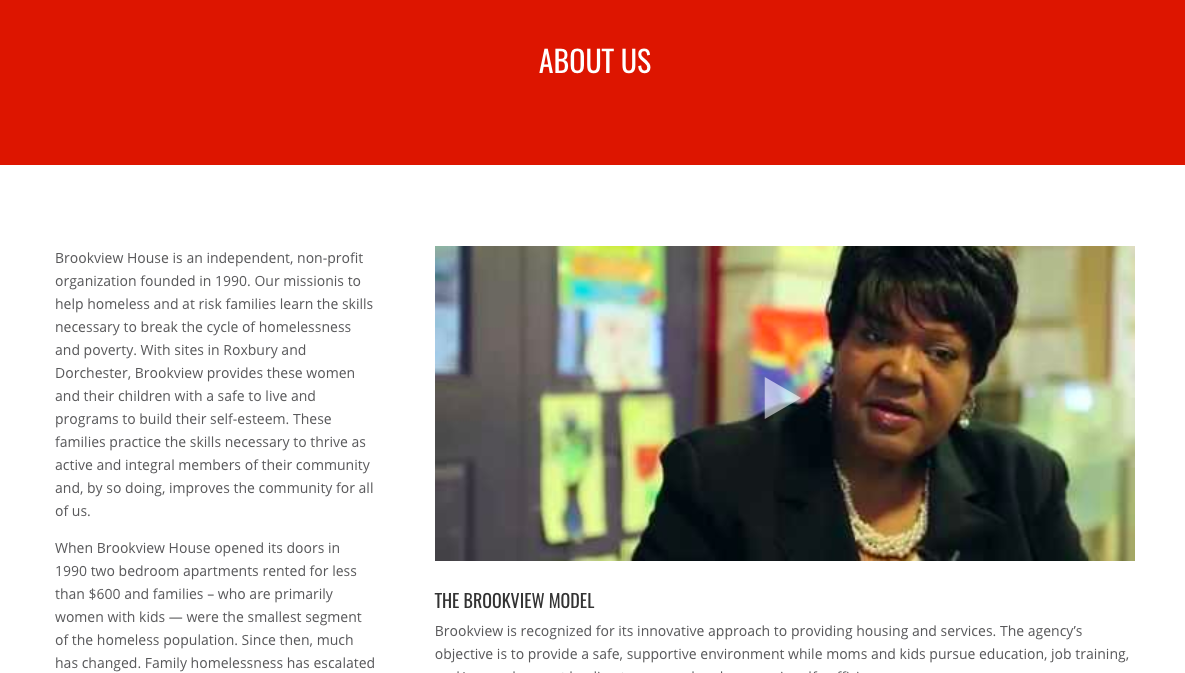 ABOUT US
Brookview House is an independent, non-profit
organization founded in 1990. Our missionis to
help homeless and at risk families learn the skills
necessary to break the cycle of homelessness
and poverty. With sites in Roxbury and
Dorchester, Brookview provides these women
and their children with a safe to live and
programs to build their self-esteem. These
families practice the skills necessary to thrive as
active and integral members of their community
and, by so doing, improves the community for all
of us.
When Brookview House opened its doors in
1990 two bedroom apartments rented for less
than $600 and families – who are primarily
women with kids — were the smallest segment
of the homeless population. Since then, much
has changed. Family homelessness has escalated
THE BROOKVIEW MODEL
Brookview is recognized for its innovative approach to providing housing and services. The agency’s
objective is to provide a safe, supportive environment while moms and kids pursue education, job training,